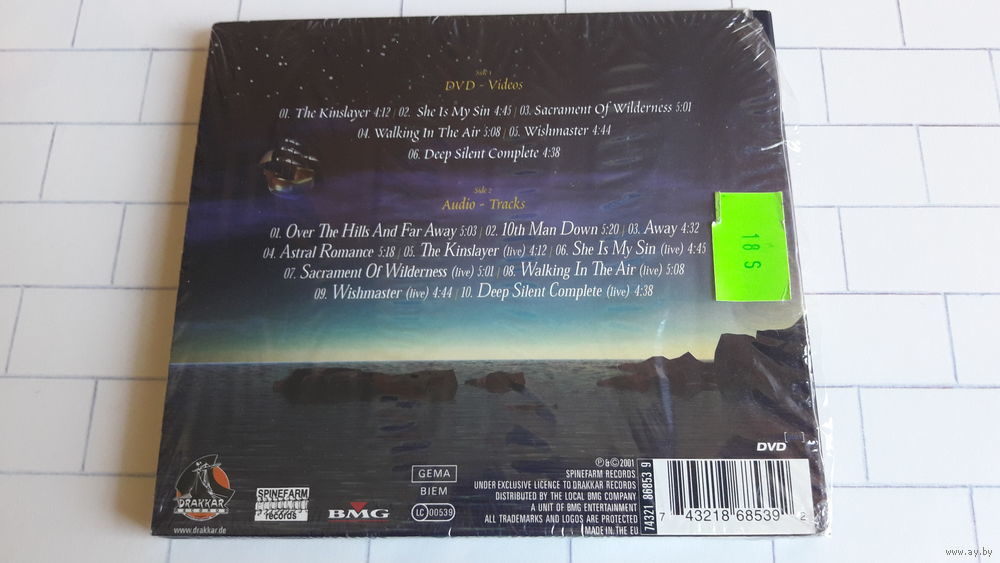 Side 1
DVD - Videos
01. The Kinslayer 4:12 | 02. She Is My Sin 4:45 | 03. Sacrament Of Wilderness 5:01
04. Walking In The Air 5:08 | 05. Wishmaster 4:44
06. Deep Silent Complete 4:38
Side 2
Audio - Tracks
01. Over The Hills And Far Away 5:03 | 02. 10th Man Down 5:20 | 03. Away 4:32
04. Astral Romance 5:18 | 05. The Kinslayer (live) 4:12 | 06. She Is My Sin (live) 4:45
07. Sacrament Of Wilderness (live) 5:01 | 08. Walking In The Air (live) 5:08
09. Wishmaster (live) 4:44 | 10. Deep Silent Complete (live) 4:38
18 S
DVD
DRAKKAR
RECORDS
www.drakkar.de
SPINEFARM
records
BMG
GEMA
BIEM
LC 00539
℗&©2001
SPINEFARM RECORDS
UNDER EXCLUSIVE LICENCE TO DRAKKAR RECORDS
DISTRIBUTED BY THE LOCAL BMG COMPANY
A UNIT OF BMG ENTERTAINMENT
ALL TRADEMARKS AND LOGOS ARE PROTECTED
MADE IN THE EU
74321 86853 9
7 43218 68539 2
www.ay.by